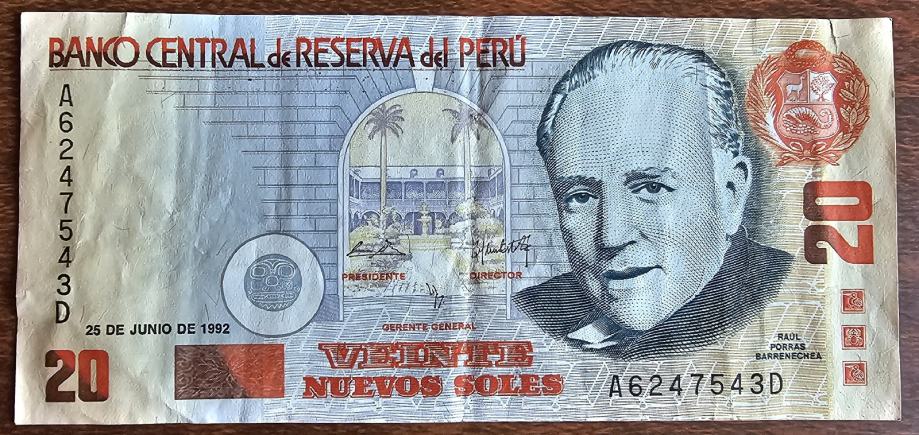 BANCO CENTRAL de RESERVA del PERÚ
A6247543D
20
PRESIDENTE
DIRECTOR
25 DE JUNIO DE 1992
GERENTE GENERAL
RAÚL
PORRAS
BARRENECHEA
20
VEINTE
NUEVOS SOLES
A6247543D